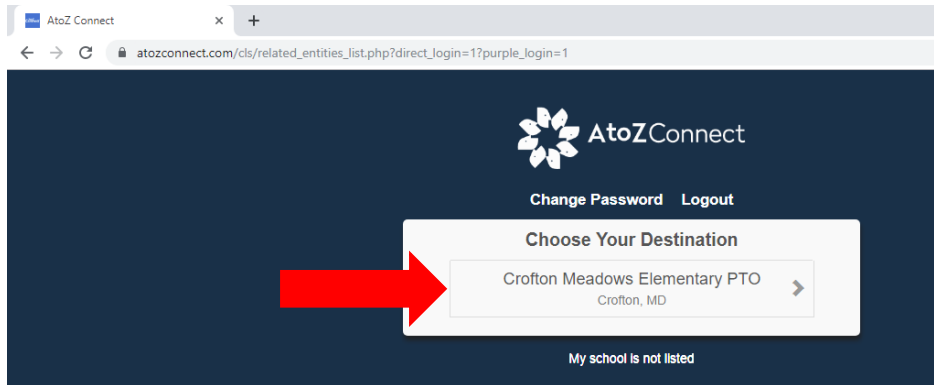 AtoZ Connect
atozconnect.com/cls/related_entities_list.php?direct_login=1?purple_login=1
AtoZConnect
Change Password Logout
Choose Your Destination
Crofton Meadows Elementary PTO
Crofton, MD
My school is not listed